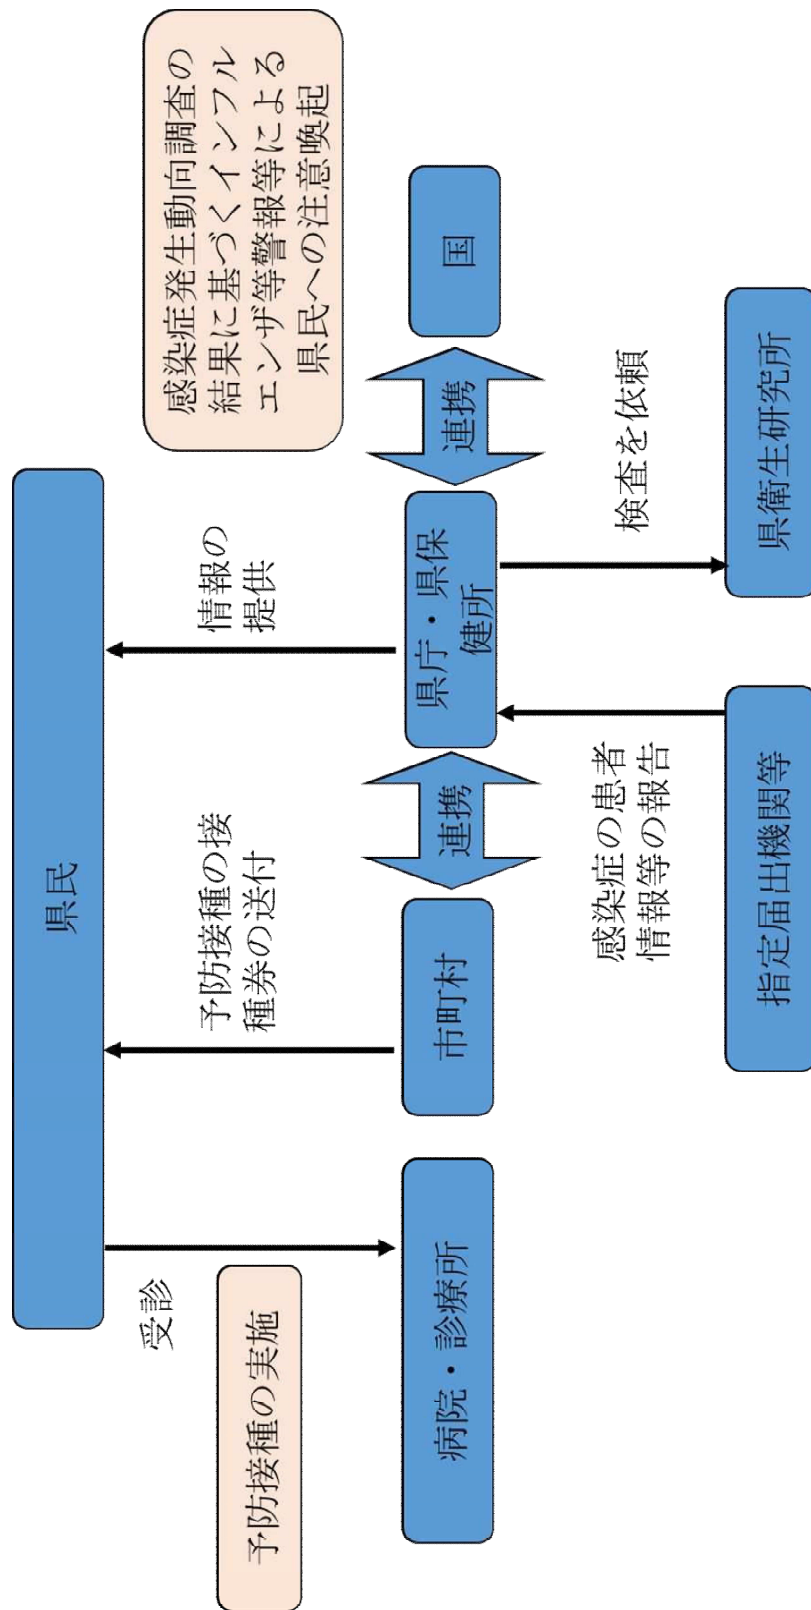 県民
受診
予防接種の接
種券の送付
情報の
提供
感染症発生動向調査の
結果に基づくインフル
エンザ等警報等による
県民への注意喚起
予防接種の実施
病院・診療所
市町村
連携
県庁・県保
健所
連携
国
感染症の患者
情報等の報告
検査を依頼
指定届出機関等
県衛生研究所